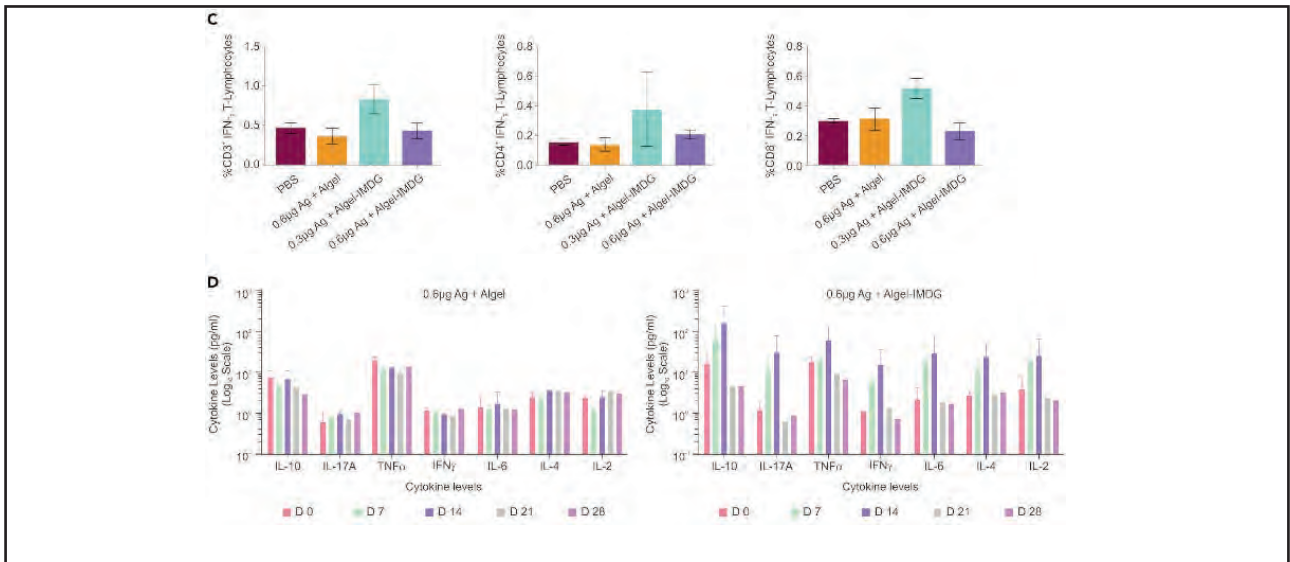 C
%CD3+ IFN-γ T-Lymphocytes
1.5
1.0
0.5
0.0
PBS
0.6µg Ag + Algel
0.3µg Ag + Algel-IMDG
0.6µg Ag + Algel-IMDG
%CD4+ IFN-γ T-Lymphocytes
0.8
0.6
0.4
0.2
0.0
PBS
0.6µg Ag + Algel
0.3µg Ag + Algel-IMDG
0.6µg Ag + Algel-IMDG
%CD8+ IFN-γ T-Lymphocytes
0.8
0.6
0.4
0.2
0.0
PBS
0.6µg Ag + Algel
0.3µg Ag + Algel-IMDG
0.6µg Ag + Algel-IMDG
D
0.6µg Ag + Algel
Cytokine Levels (pg/ml)
(Log10 Scale)
IL-10 IL-17A TNFα IFNγ IL-6 IL-4 IL-2
Cytokine levels
D 0 D 7 D 14 D 21 D 28
0.6µg Ag + Algel-IMDG
Cytokine Levels (pg/ml)
(Log10 Scale)
IL-10 IL-17A TNFα IFNγ IL-6 IL-4 IL-2
Cytokine levels
D 0 D 7 D 14 D 21 D 28